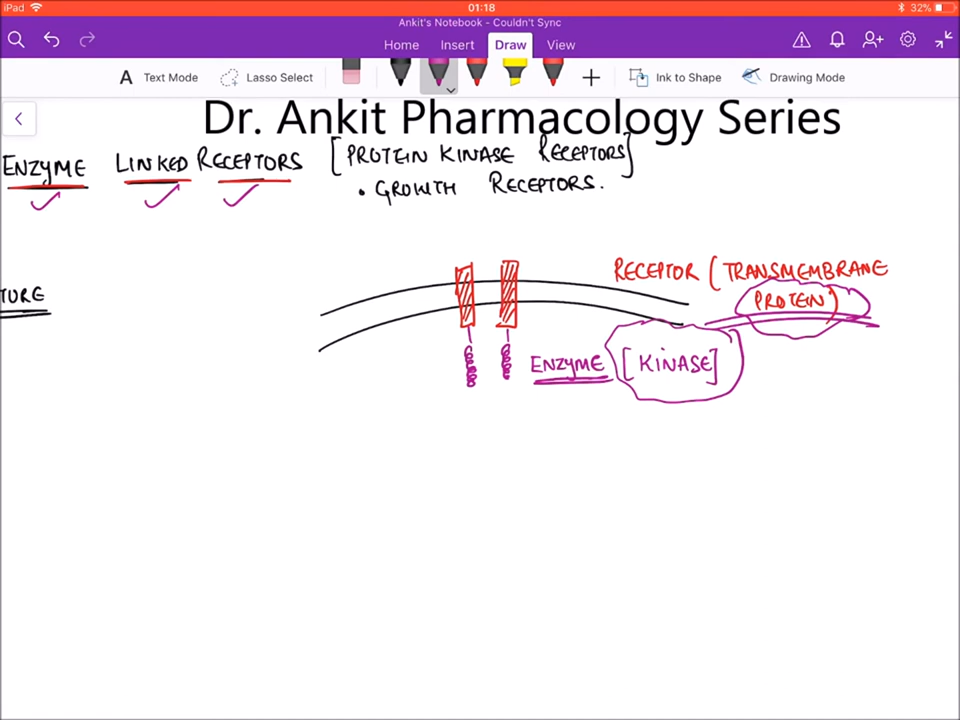 iPad 01:18 32%
Ankit's Notebook - Couldn't Sync
Home Insert Draw View
A Text Mode Lasso Select Ink to Shape Drawing Mode
Dr. Ankit Pharmacology Series
ENZYME LINKED RECEPTORS [PROTEIN KINASE RECEPTORS]
• GROWTH RECEPTORS.
RECEPTOR (TRANSMEMBRANE
PROTEIN)
TURE
ENZYME [KINASE]